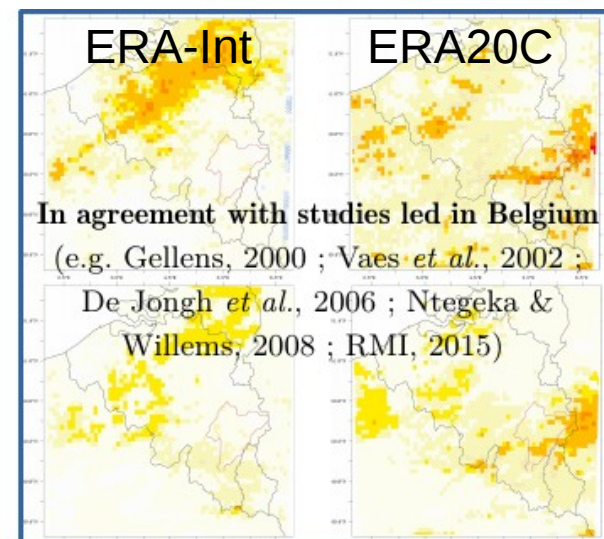 ERA-Int ERA20C
In agreement with studies led in Belgium
(e.g. Gellens, 2000 ; Vaes et al., 2002 ;
De Jongh et al., 2006 ; Ntegeka &
Willems, 2008 ; RMI, 2015)